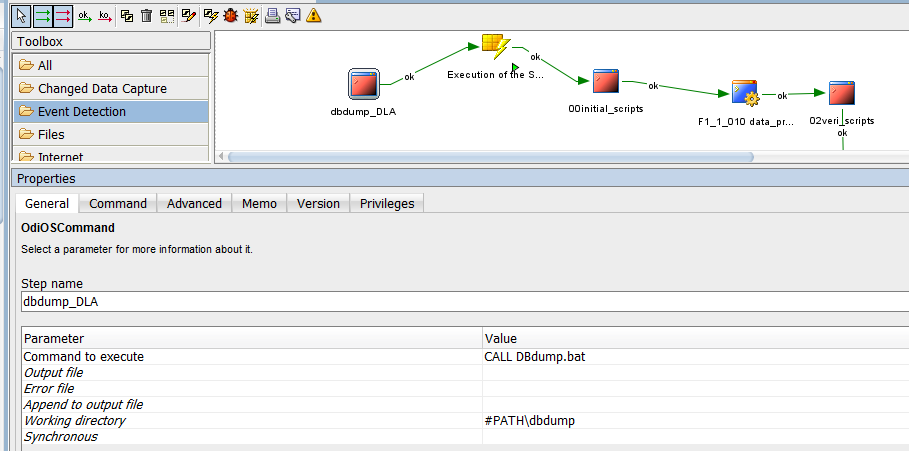 ok
ko
Toolbox
All
Changed Data Capture
Event Detection
Files
Internet
ok
ok
ok
ok
ok
dbdump_DLA
Execution of the S...
00initial_scripts
F1_1_010 data_pr...
02veri_scripts
Properties
General Command Advanced Memo Version Privileges
OdiOSCommand
Select a parameter for more information about it.
Step name
dbdump_DLA
Parameter Value
Command to execute CALL DBdump.bat
Output file
Error file
Append to output file
Working directory #PATH\dbdump
Synchronous